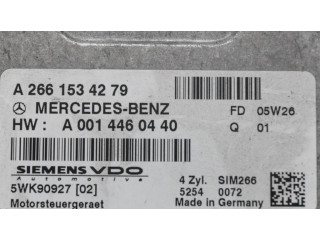 A 266 153 42 79
MERCEDES-BENZ FD 05W26
HW : A 001 446 04 40 Q 01
SIEMENS VDO 4 Zyl. SIM266
Automotive
5WK90927 [02] 5254 0072
Motorsteuergeraet Made in Germany